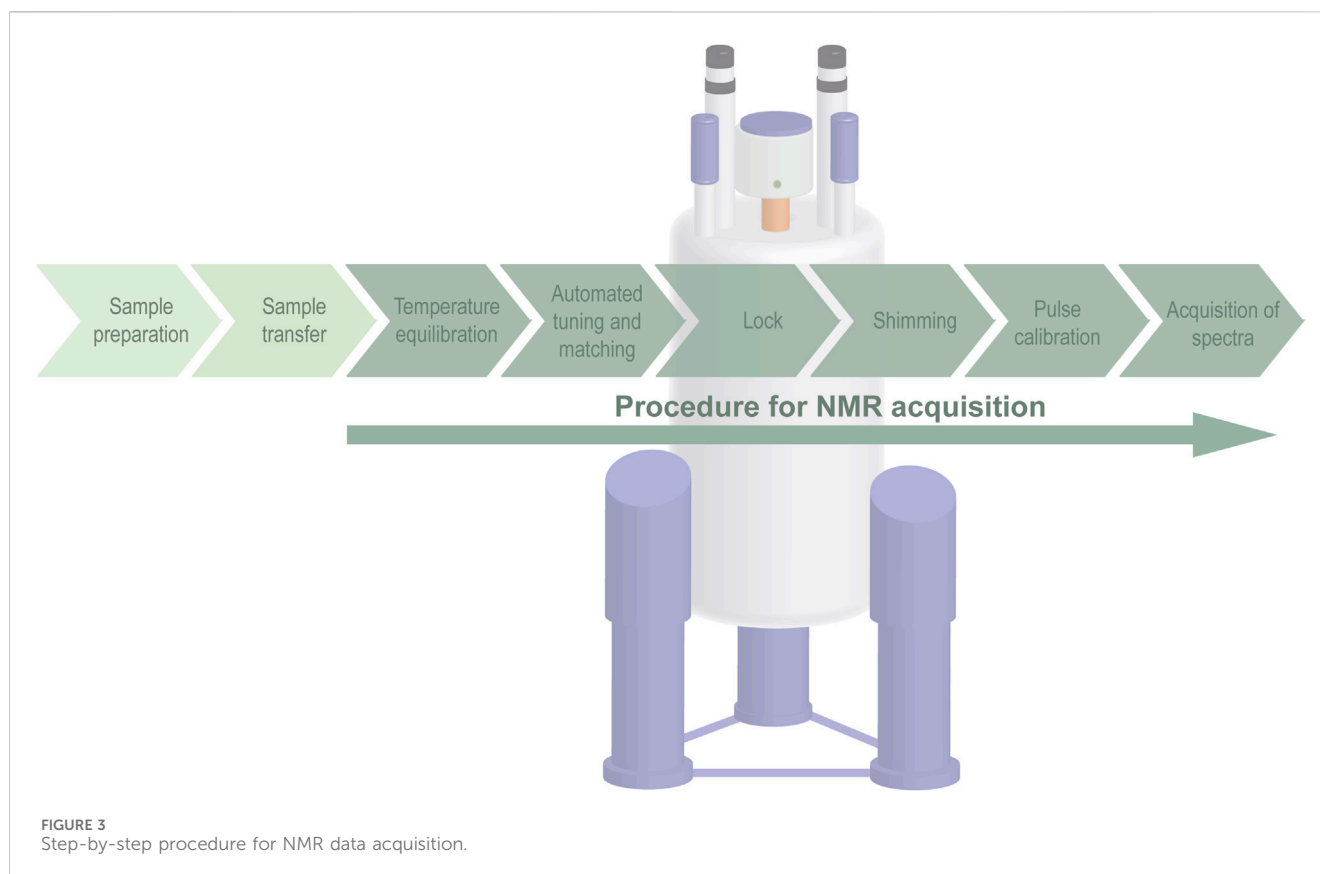 Sample
preparation
Sample
transfer
Temperature
equilibration
Automated
tuning and
matching
Lock
Shimming
Pulse
calibration
Acquisition of
spectra
Procedure for NMR acquisition
FIGURE 3
Step-by-step procedure for NMR data acquisition.